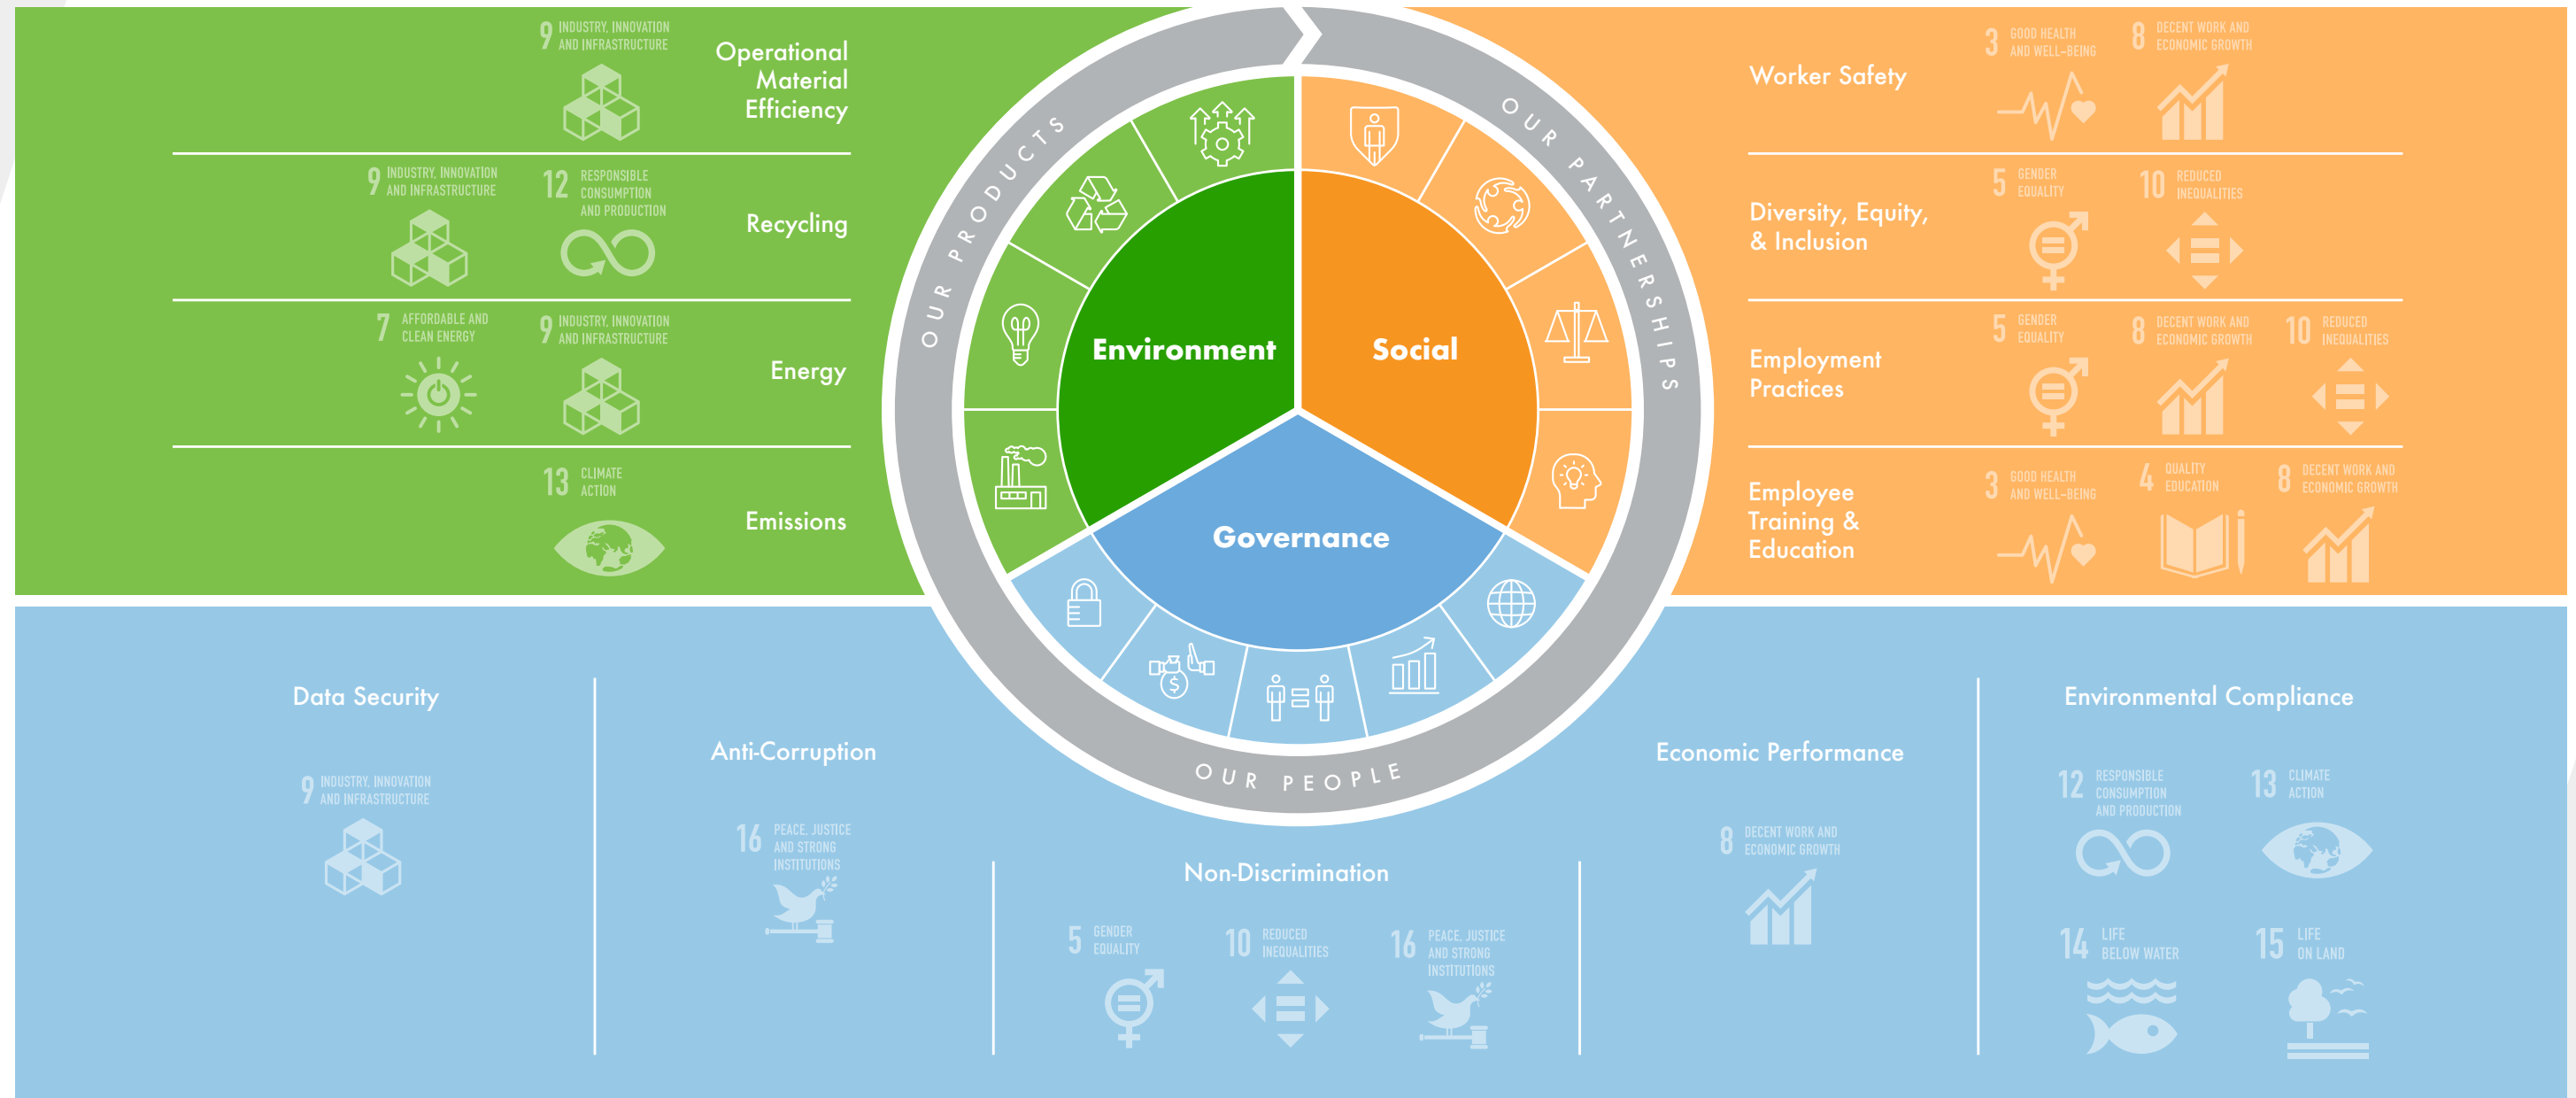 9 INDUSTRY, INNOVATION
AND INFRASTRUCTURE
Operational
Material
Efficiency
9 INDUSTRY, INNOVATION
AND INFRASTRUCTURE
12 RESPONSIBLE
CONSUMPTION
AND PRODUCTION
Recycling
7 AFFORDABLE AND
CLEAN ENERGY
9 INDUSTRY, INNOVATION
AND INFRASTRUCTURE
Energy
13 CLIMATE
ACTION
Emissions
OUR PRODUCTS
OUR PARTNERSHIPS
OUR PEOPLE
Environment
Social
Governance
$
Worker Safety
3 GOOD HEALTH
AND WELL-BEING
8 DECENT WORK AND
ECONOMIC GROWTH
Diversity, Equity,
& Inclusion
5 GENDER
EQUALITY
10 REDUCED
INEQUALITIES
Employment
Practices
5 GENDER
EQUALITY
8 DECENT WORK AND
ECONOMIC GROWTH
10 REDUCED
INEQUALITIES
Employee
Training &
Education
3 GOOD HEALTH
AND WELL-BEING
4 QUALITY
EDUCATION
8 DECENT WORK AND
ECONOMIC GROWTH
Data Security
9 INDUSTRY, INNOVATION
AND INFRASTRUCTURE
Anti-Corruption
16 PEACE, JUSTICE
AND STRONG
INSTITUTIONS
Non-Discrimination
5 GENDER
EQUALITY
10 REDUCED
INEQUALITIES
16 PEACE, JUSTICE
AND STRONG
INSTITUTIONS
Economic Performance
8 DECENT WORK AND
ECONOMIC GROWTH
Environmental Compliance
12 RESPONSIBLE
CONSUMPTION
AND PRODUCTION
13 CLIMATE
ACTION
14 LIFE
BELOW WATER
15 LIFE
ON LAND